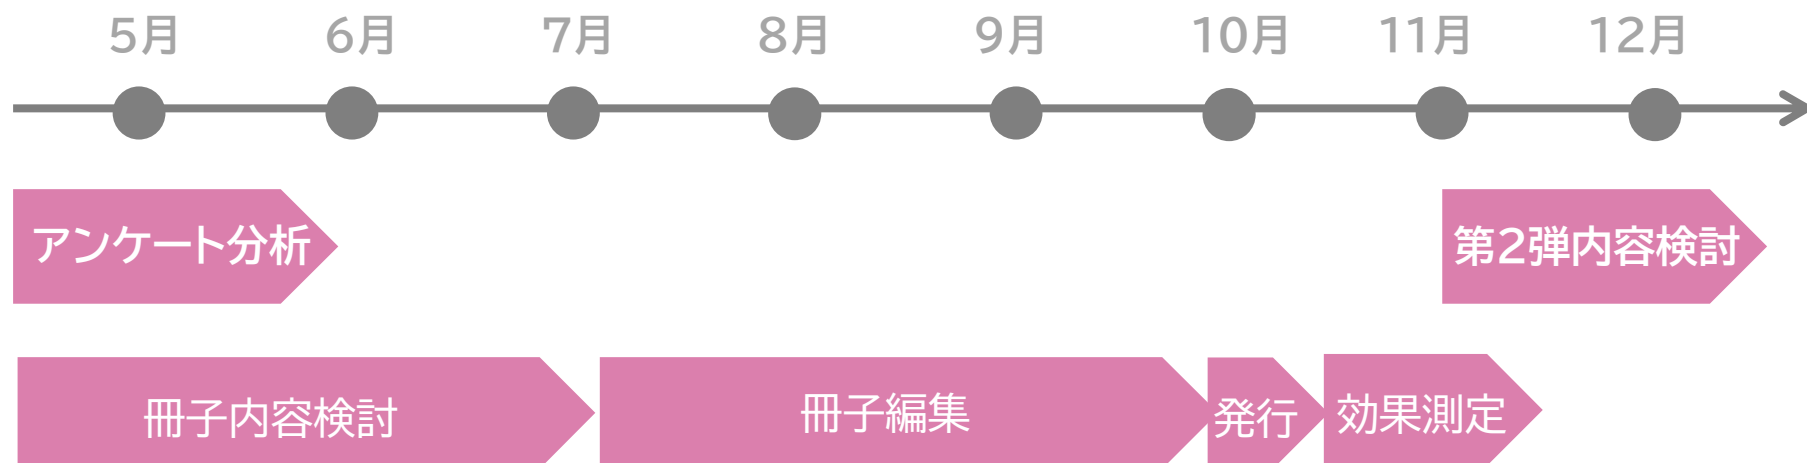 5月 6月 7月 8月 9月 10月 11月 12月
アンケート分析 第2弾内容検討
冊子内容検討 冊子編集 発行 効果測定